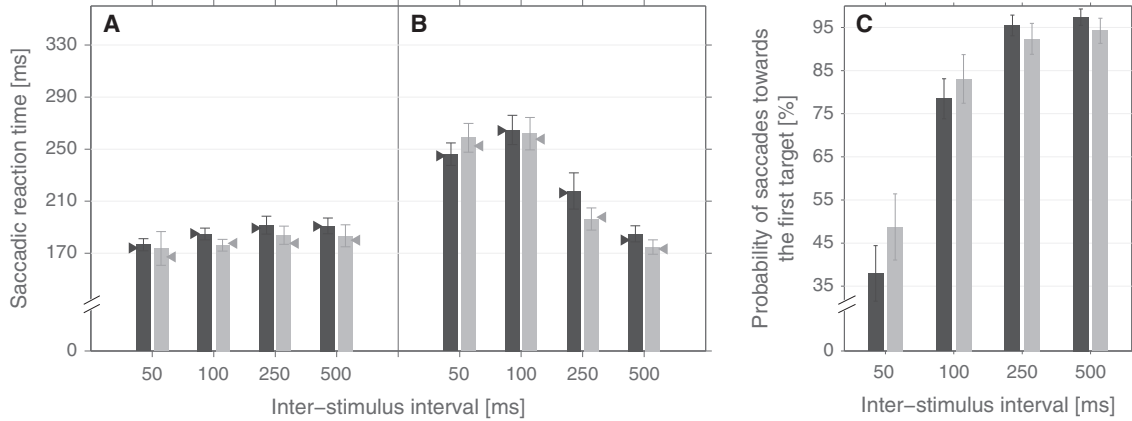 A
B
C
Saccadic reaction time [ms]
330
290
250
210
170
0
50 100 250 500
50 100 250 500
Inter−stimulus interval [ms]
Probability of saccades towards
the first target [%]
95
85
75
65
55
45
35
0
50 100 250 500
Inter−stimulus interval [ms]